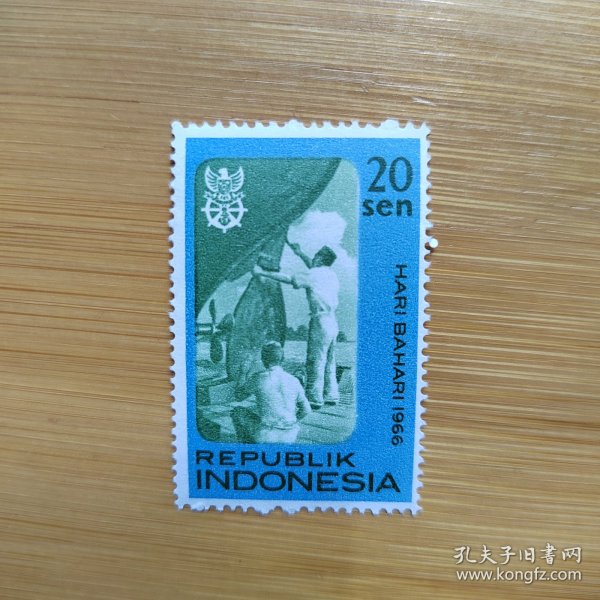 20
sen
HARI BAHARI 1966
REPUBLIK
INDONESIA
孔夫子旧书网
www.kongfz.com